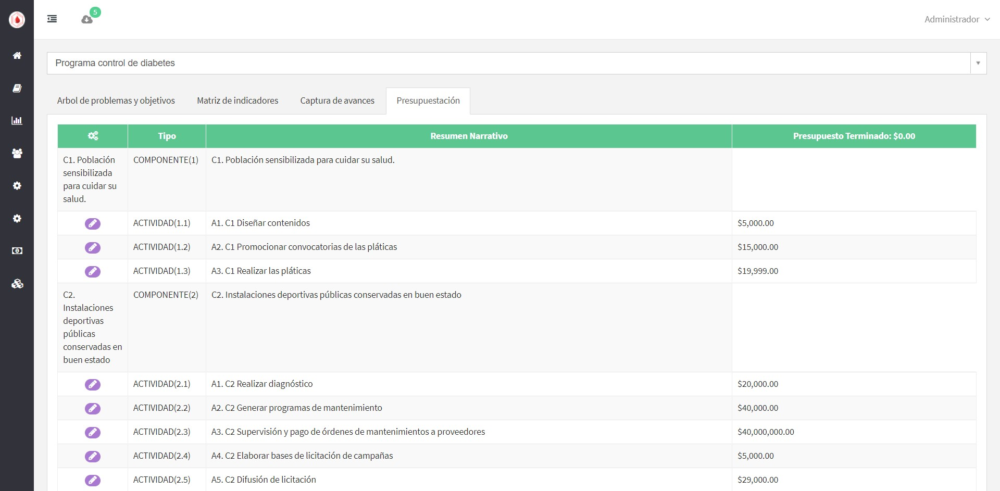 5
Administrador
Programa control de diabetes
Arbol de problemas y objetivos Matriz de indicadores Captura de avances Presupuestación
Tipo Resumen Narrativo Presupuesto Terminado: $0.00
C1. Población
sensibilizada
para cuidar su
salud.
COMPONENTE(1) C1. Población sensibilizada para cuidar su salud.
ACTIVIDAD(1.1) A1. C1 Diseñar contenidos $5,000.00
ACTIVIDAD(1.2) A2. C1 Promocionar convocatorias de las pláticas $15,000.00
ACTIVIDAD(1.3) A3. C1 Realizar las pláticas $19,999.00
C2.
Instalaciones
deportivas
públicas
conservadas en
buen estado
COMPONENTE(2) C2. Instalaciones deportivas públicas conservadas en buen estado
ACTIVIDAD(2.1) A1. C2 Realizar diagnóstico $20,000.00
ACTIVIDAD(2.2) A2. C2 Generar programas de mantenimiento $40,000.00
ACTIVIDAD(2.3) A3. C2 Supervisión y pago de órdenes de mantenimientos a proveedores $40,000,000.00
ACTIVIDAD(2.4) A4. C2 Elaborar bases de licitación de campañas $5,000.00
ACTIVIDAD(2.5) A5. C2 Difusión de licitación $29,000.00